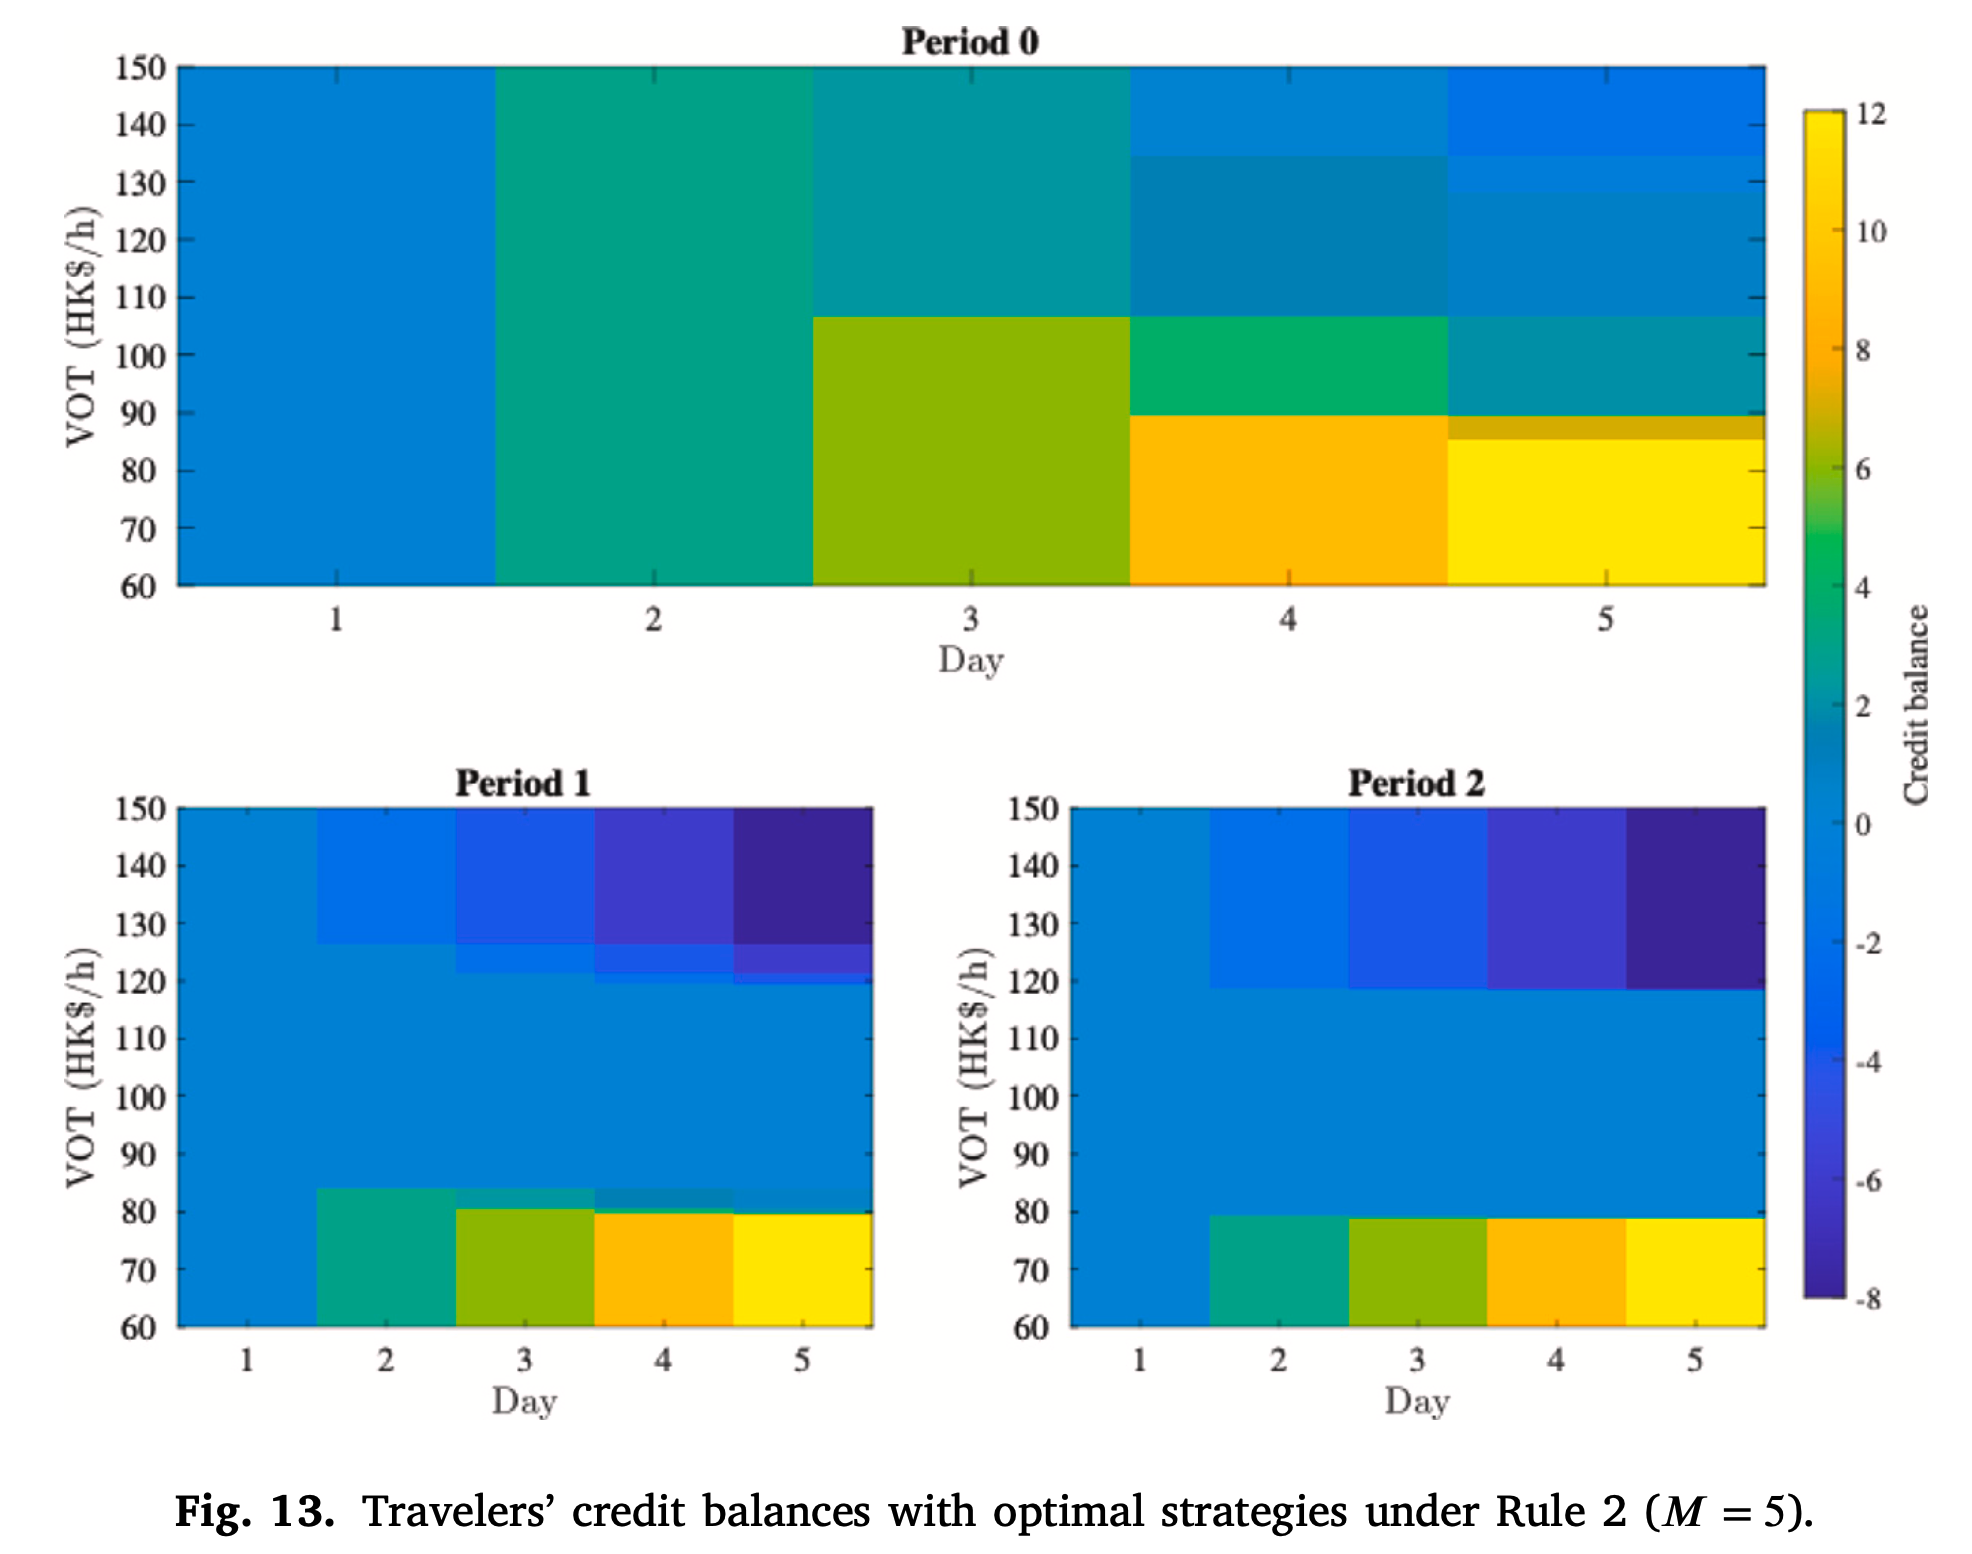 Period 0
150
140
130
120
110
100
90
80
70
60
VOT (HK$/h)
1 2 3 4 5
Day
12
10
8
6
4
2
0
-2
-4
-6
-8
Credit balance
Period 1
150
140
130
120
110
100
90
80
70
60
VOT (HK$/h)
1 2 3 4 5
Day
Period 2
150
140
130
120
110
100
90
80
70
60
VOT (HK$/h)
1 2 3 4 5
Day
Fig. 13. Travelers’ credit balances with optimal strategies under Rule 2 (M = 5).